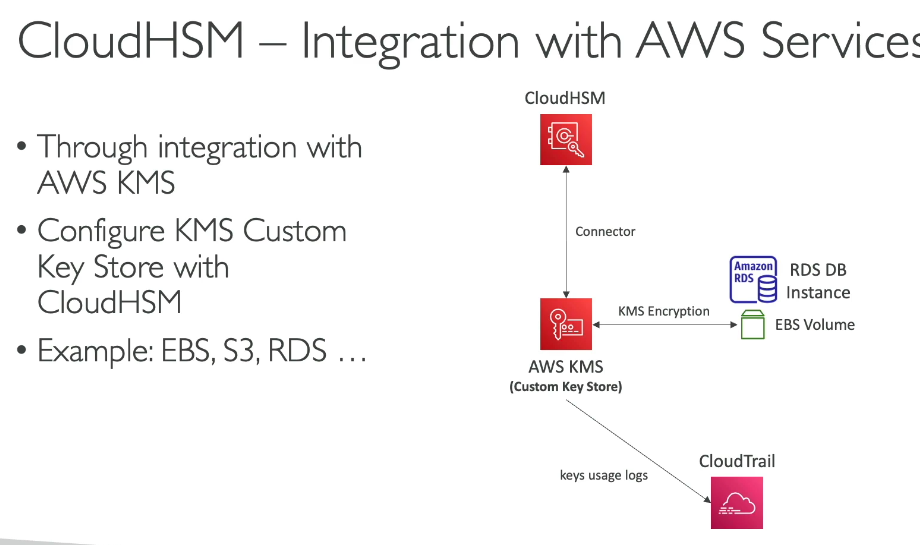 CloudHSM – Integration with AWS Services
• Through integration with
AWS KMS
• Configure KMS Custom
Key Store with
CloudHSM
• Example: EBS, S3, RDS …
CloudHSM
Connector
Amazon
RDS
RDS DB
Instance
KMS Encryption
EBS Volume
AWS KMS
(Custom Key Store)
CloudTrail
keys usage logs